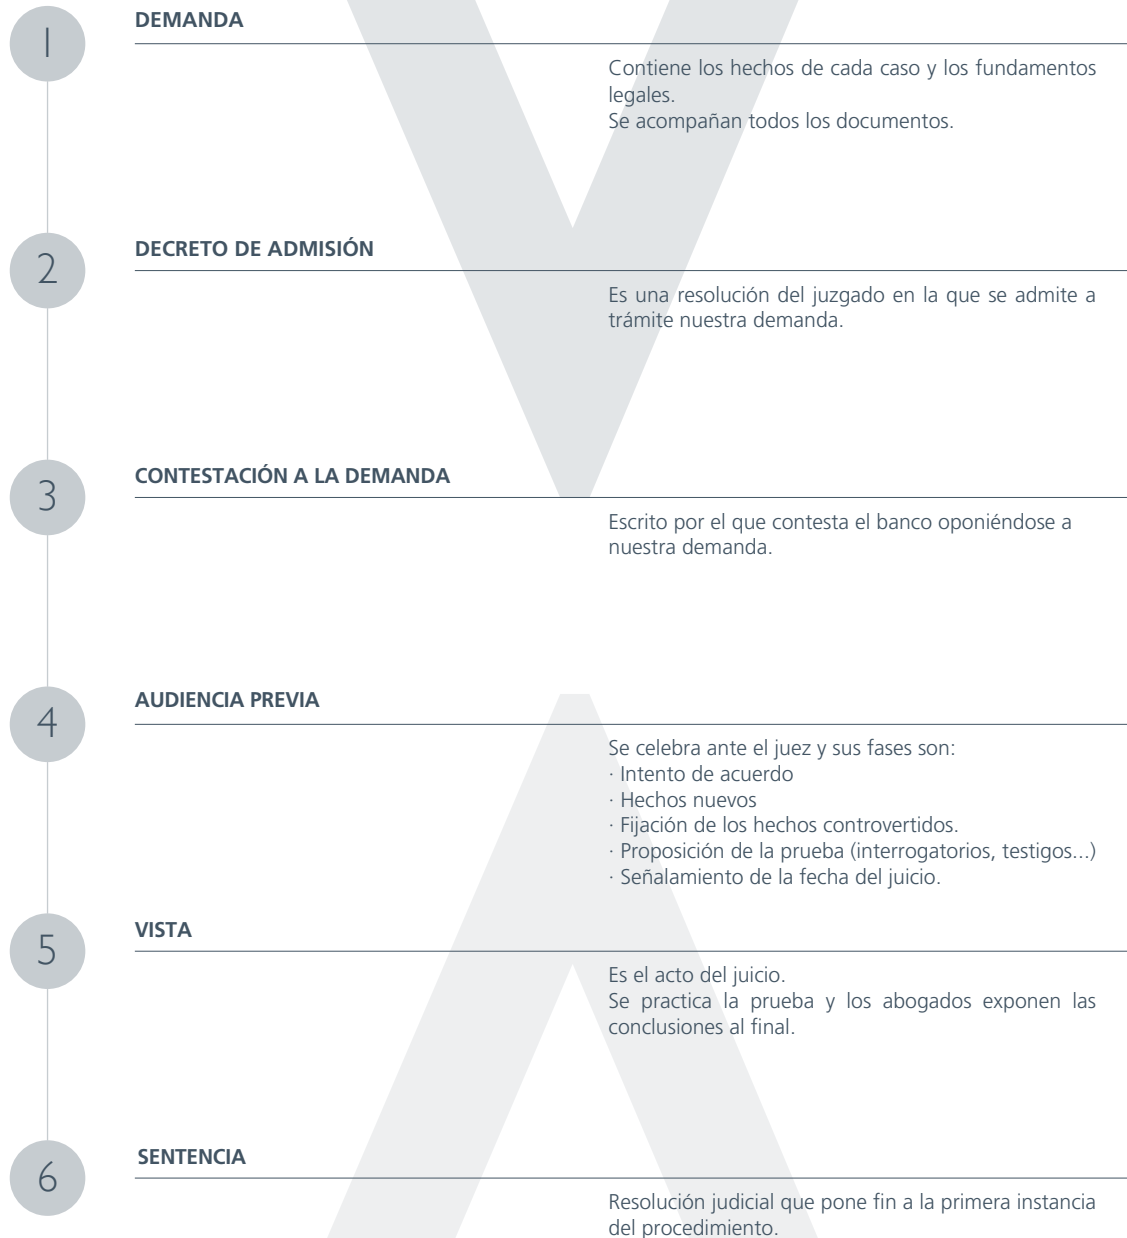 1
DEMANDA
Contiene los hechos de cada caso y los fundamentos
legales.
Se acompañan todos los documentos.
2
DECRETO DE ADMISIÓN
Es una resolución del juzgado en la que se admite a
trámite nuestra demanda.
3
CONTESTACIÓN A LA DEMANDA
Escrito por el que contesta el banco oponiéndose a
nuestra demanda.
4
AUDIENCIA PREVIA
Se celebra ante el juez y sus fases son:
· Intento de acuerdo
· Hechos nuevos
· Fijación de los hechos controvertidos.
· Proposición de la prueba (interrogatorios, testigos...)
· Señalamiento de la fecha del juicio.
5
VISTA
Es el acto del juicio.
Se practica la prueba y los abogados exponen las
conclusiones al final.
6
SENTENCIA
Resolución judicial que pone fin a la primera instancia
del procedimiento.